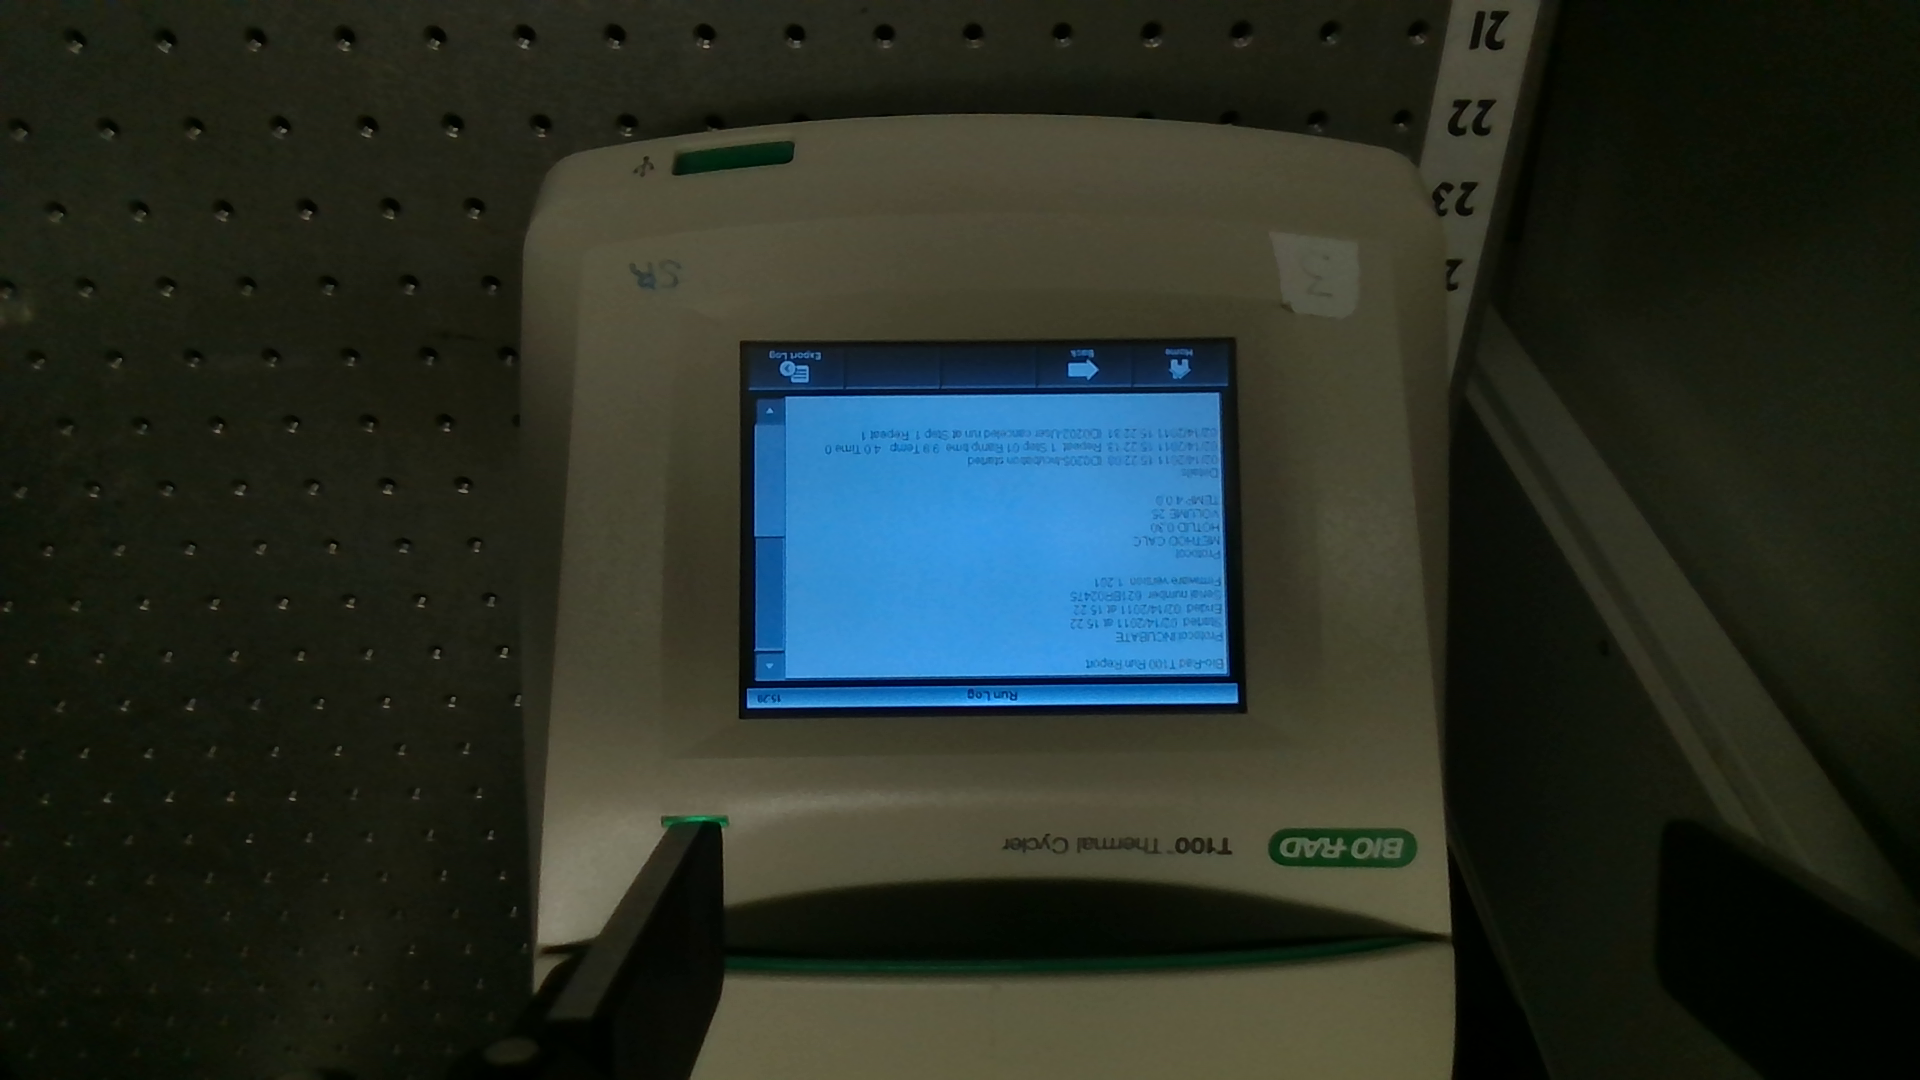 BIO-RAD
T100™ Thermal Cycler
Run Log
15:29
Bio-Rad T100 Run Report
Protocol:INCUBATE
Started: 02/14/2011 at 15:22
Ended: 02/14/2011 at 15:22
Serial number: 621BR02475
Firmware version: 1.201
Protocol
METHOD CALC
HOTLID 0,30
VOLUME 25
TEMP 4.0,0
Details
02/14/2011 15:22:09 ID0205-Incubation started
02/14/2011 15:22:13 Repeat 1 Step 01 Ramp time 9.9 Temp 4.0 Time 0
02/14/2011 15:22:31 ID0202-User canceled run at Step 1 Repeat 1
Home
Back
Export Log
SR
23
22
21